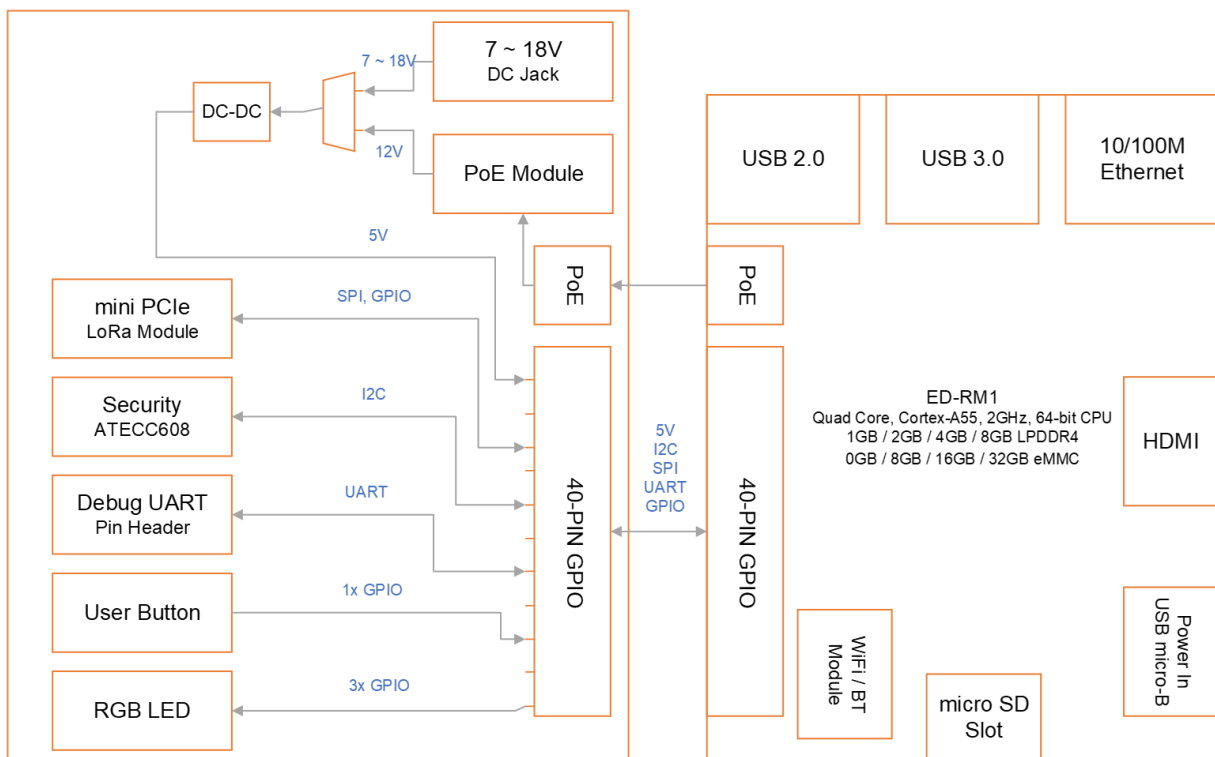 7 ~ 18V
DC Jack
7 ~ 18V
DC-DC
12V
PoE Module
5V
PoE
mini PCIe
LoRa Module
SPI, GPIO
Security
ATECC608
I2C
Debug UART
Pin Header
UART
User Button
1x GPIO
RGB LED
3x GPIO
40-PIN GPIO
5V
I2C
SPI
UART
GPIO
USB 2.0
USB 3.0
10/100M
Ethernet
PoE
40-PIN GPIO
ED-RM1
Quad Core, Cortex-A55, 2GHz, 64-bit CPU
1GB / 2GB / 4GB / 8GB LPDDR4
0GB / 8GB / 16GB / 32GB eMMC
HDMI
WiFi / BT
Module
micro SD
Slot
Power In
USB micro-B